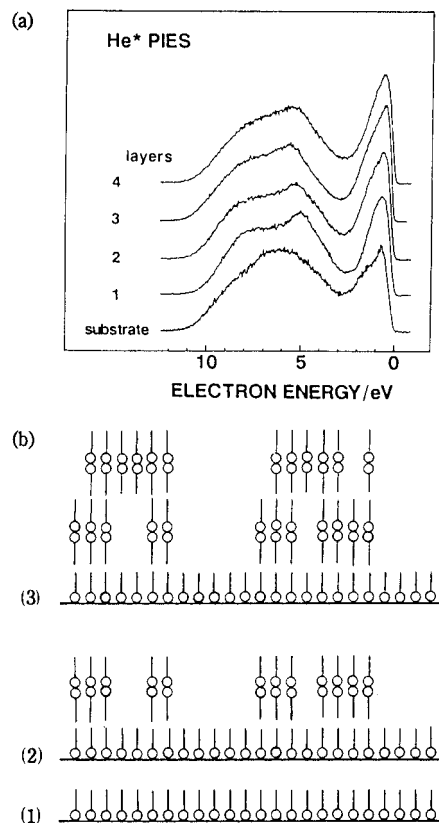 (a)
He* PIES
layers
4
3
2
1
substrate
10 5 0
ELECTRON ENERGY/eV
(b)
(3)
(2)
(1)